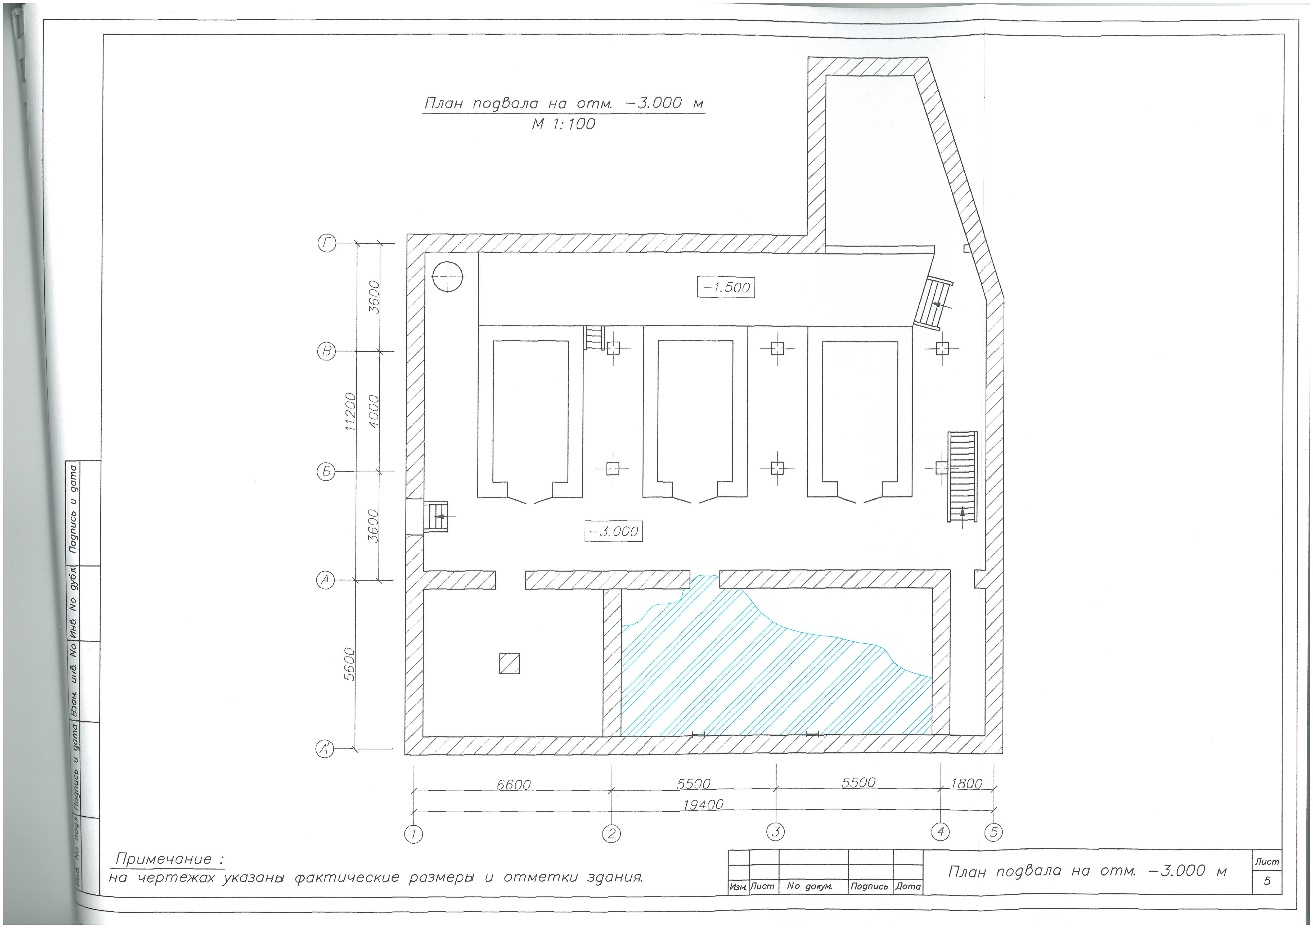 План подвала на отм. −3.000 м
М 1:100
Г
В
Б
А
А'
3600
4000
3600
11200
5600
−1.500
−3.000
6600
5500
5500
1800
19400
1
2
3
4
5
Подпись и дата
Инв. No дубл.
Взам. инв. No
Подпись и дата
Инв. No подл.
Примечание :
на чертежах указаны фактические размеры и отметки здания.
Изм. Лист No докум. Подпись Дата
План подвала на отм. −3.000 м
Лист
5